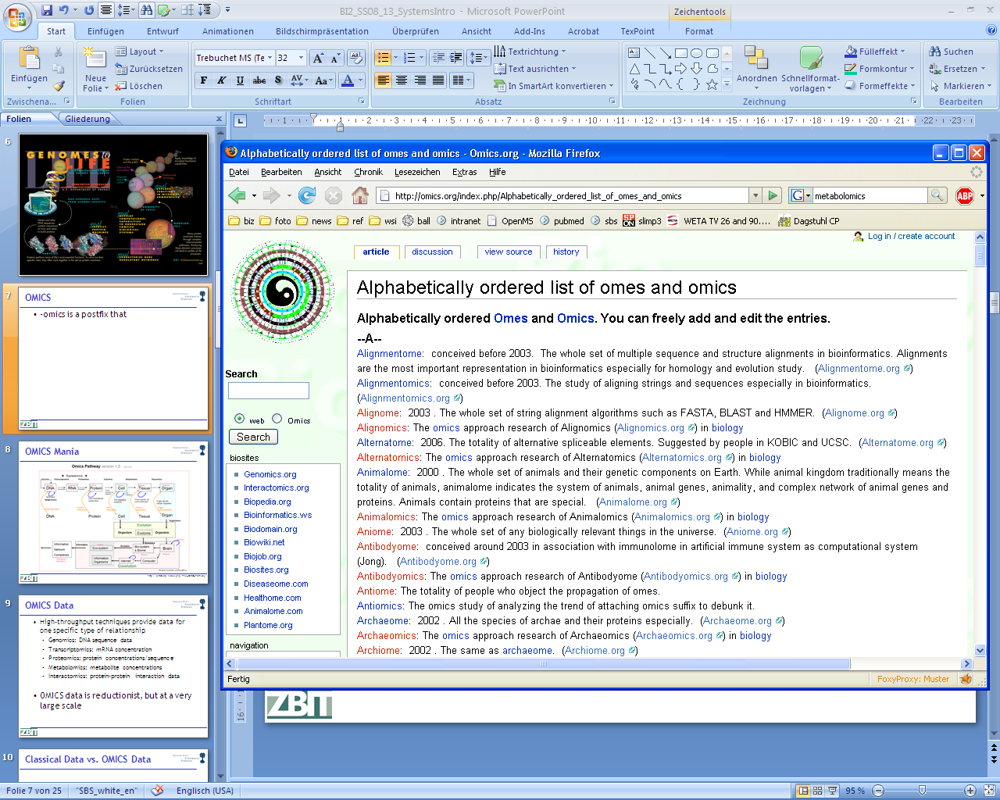 BI2_SS08_13_SystemsIntro - Microsoft PowerPoint
Zeichentools
Start Einfügen Entwurf Animationen Bildschirmpräsentation Überprüfen Ansicht Add-Ins Acrobat TexPoint Format
Einfügen
Zwischena...
Neue Folie
Layout
Zurücksetzen
Löschen
Folien
Trebuchet MS (Te 32
F K U abc S AV Aa A
Schriftart
Textrichtung
Text ausrichten
In SmartArt konvertieren
Absatz
Anordnen
Schnellformat-
vorlagen
Fülleffekt
Formkontur
Formeffekte
Zeichnung
Suchen
Ersetzen
Markieren
Bearbeiten
Folien Gliederung x
6
GENOMES to
LIFE
7
OMICS
• -omics is a postfix that
ZBIT
8
OMICS Mania
Omics Pathway version 1.0
DNA RNA Protein Cell Tissue Organ
DNA Protein Cell Tissue Organ
Evolution
Brain
ZBIT
9
OMICS Data
• High-throughput techniques provide data for
one specific type of relationship
- Genomics: DNA sequence data
- Transcriptomics: mRNA concentration
- Proteomics: protein concentrations/sequence
- Metabolomics: metabolite concentrations
- Interactomics: protein-protein interaction data
• OMICS data is reductionist, but at a very
large scale
ZBIT
10
Classical Data vs. OMICS Data
Alphabetically ordered list of omes and omics - Omics.org - Mozilla Firefox
Datei Bearbeiten Ansicht Chronik Lesezeichen Extras Hilfe
http://omics.org/index.php/Alphabetically_ordered_list_of_omes_and_omics
G metabolomics ABP
biz foto news ref wsi ball intranet OpenMS pubmed sbs slimp3 WETA TV 26 and 90.... Dagstuhl CP
Log in / create account
article discussion view source history
Alphabetically ordered list of omes and omics
Alphabetically ordered Omes and Omics. You can freely add and edit the entries.
--A--
Alignmentome: conceived before 2003. The whole set of multiple sequence and structure alignments in bioinformatics. Alignments
are the most important representation in bioinformatics especially for homology and evolution study. (Alignmentome.org)
Alignmentomics: conceived before 2003. The study of aligning strings and sequences especially in bioinformatics.
(Alignmentomics.org)
Alignome: 2003 . The whole set of string alignment algorithms such as FASTA, BLAST and HMMER. (Alignome.org)
Alignomics: The omics approach research of Alignomics (Alignomics.org) in biology
Alternatome: 2006. The totality of alternative spliceable elements. Suggested by people in KOBIC and UCSC. (Alternatome.org)
Alternatomics: The omics approach research of Alternatomics (Alternatomics.org) in biology
Animalome: 2000 . The whole set of animals and their genetic components on Earth. While animal kingdom traditionally means the
totality of animals, animalome indicates the system of animals, animal genes, animality, and complex network of animal genes and
proteins. Animals contain proteins that are special. (Animalome.org)
Animalomics: The omics approach research of Animalomics (Animalomics.org) in biology
Aniome: 2003 . The whole set of any biologically relevant things in the universe. (Aniome.org)
Antibodyome: conceived around 2003 in association with immunolome in artificial immune system as computational system
(Jong). (Antibodyome.org)
Antibodyomics: The omics approach research of Antibodyome (Antibodyomics.org) in biology
Antiome: The totality of people who object the propagation of omes.
Antiomics: The omics study of analyzing the trend of attaching omics suffix to debunk it.
Archaeome: 2002 . All the species of archae and their proteins especially. (Archaeome.org)
Archaeomics: The omics approach research of Archaeomics (Archaeomics.org) in biology
Archiome: 2002 . The same as archaeome. (Archiome.org)
Search
web Omics
Search
biosites
Genomics.org
Interactomics.org
Biopedia.org
Bioinformatics.ws
Biodomain.org
Biowiki.net
Biojob.org
Biosites.org
Diseaseome.com
Healthome.com
Animalome.com
Plantome.org
navigation
Fertig
FoxyProxy: Muster
ZBIT
Folie 7 von 25 "SBS_white_en" Englisch (USA) 95 %